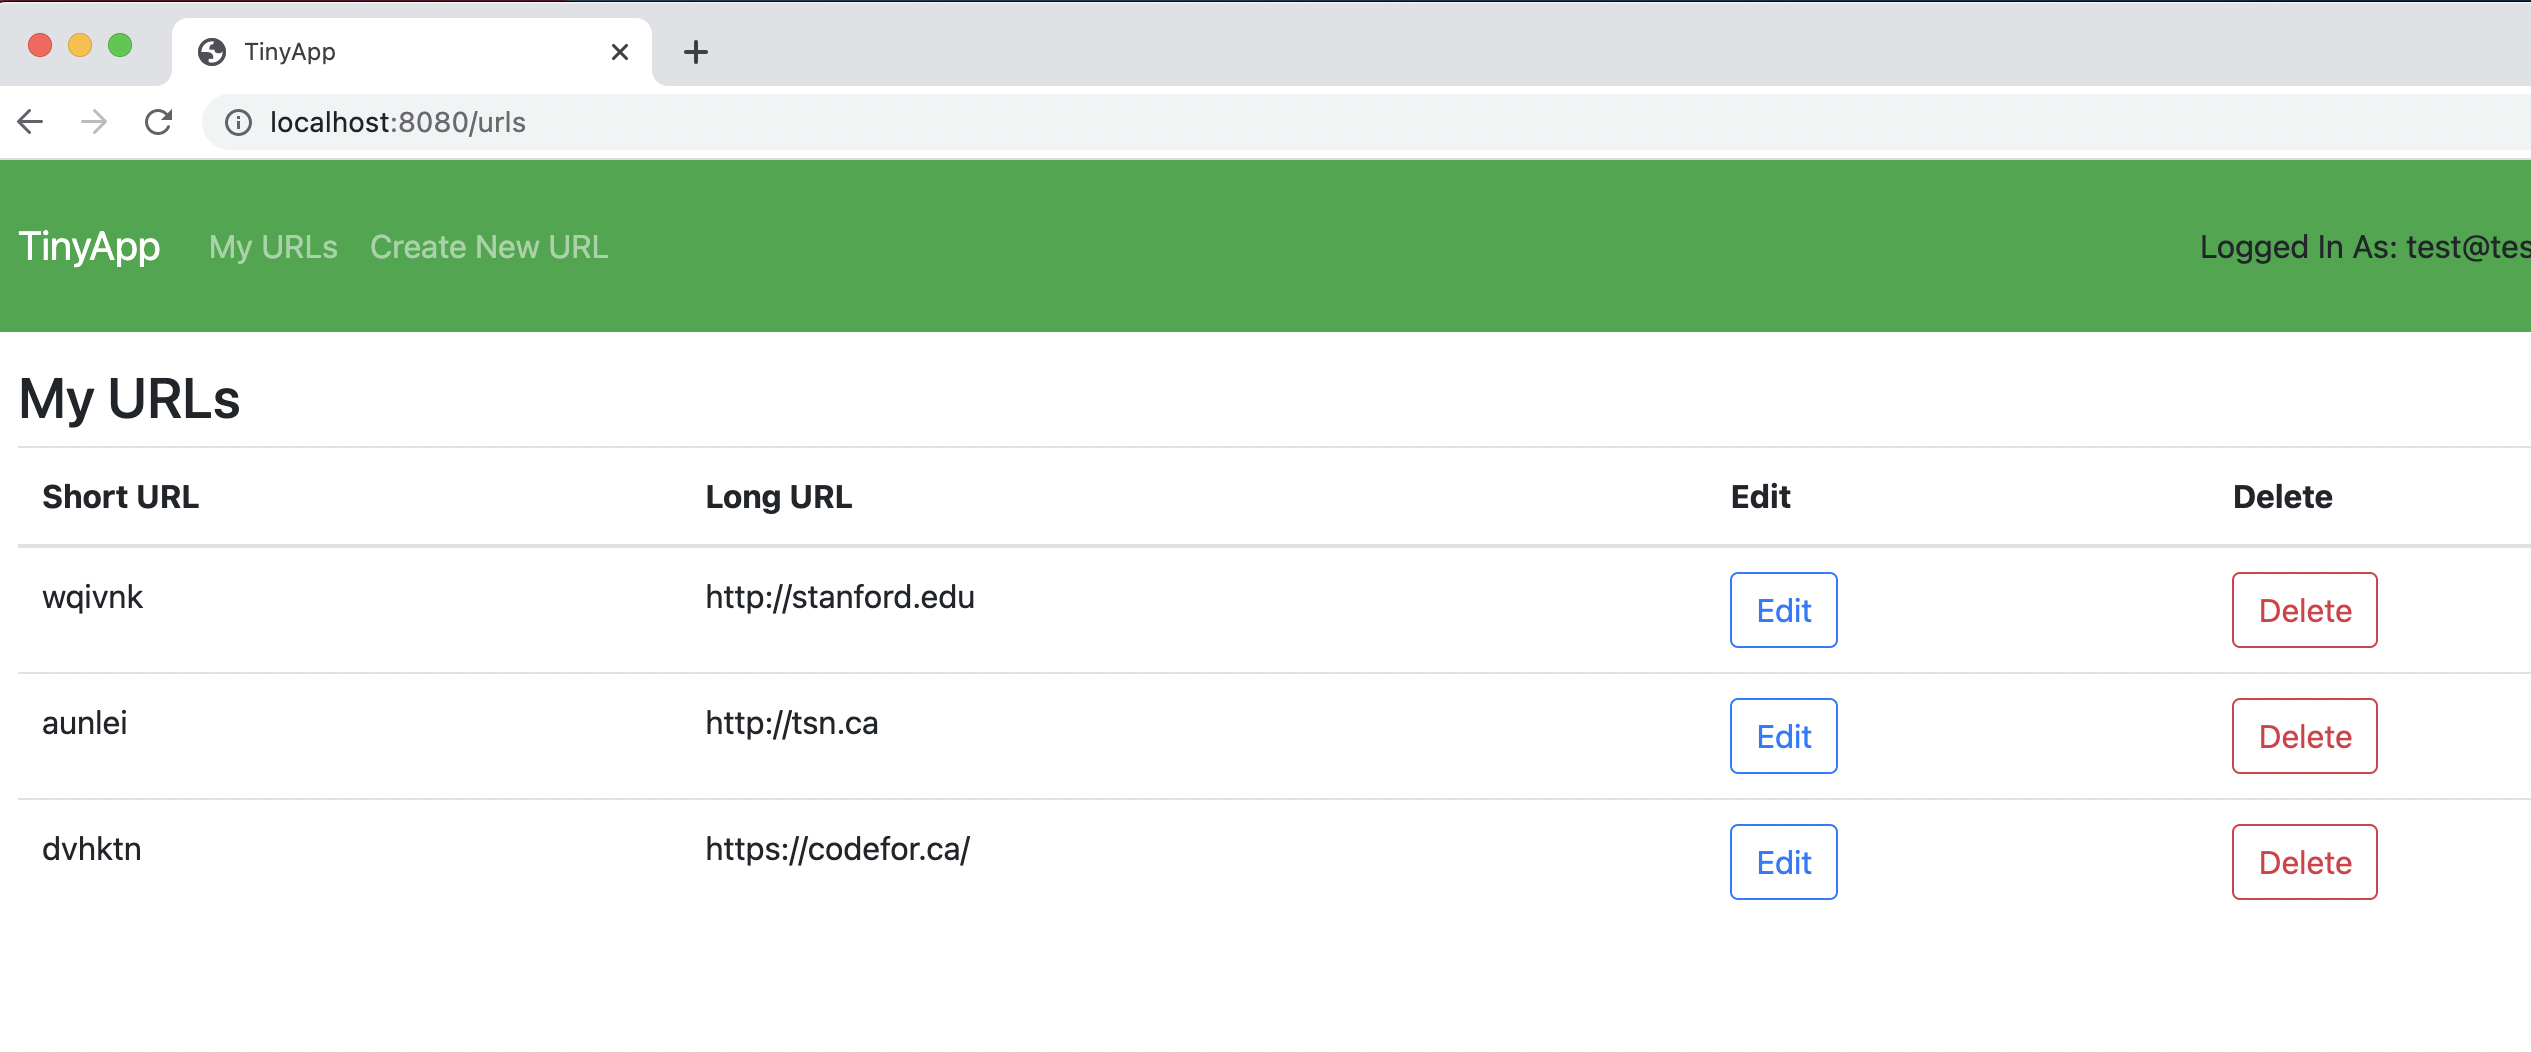 TinyApp
localhost:8080/urls
TinyApp My URLs Create New URL Logged In As: test@tes
My URLs
Short URL Long URL Edit Delete
wqivnk http://stanford.edu Edit Delete
aunlei http://tsn.ca Edit Delete
dvhktn https://codefor.ca/ Edit Delete